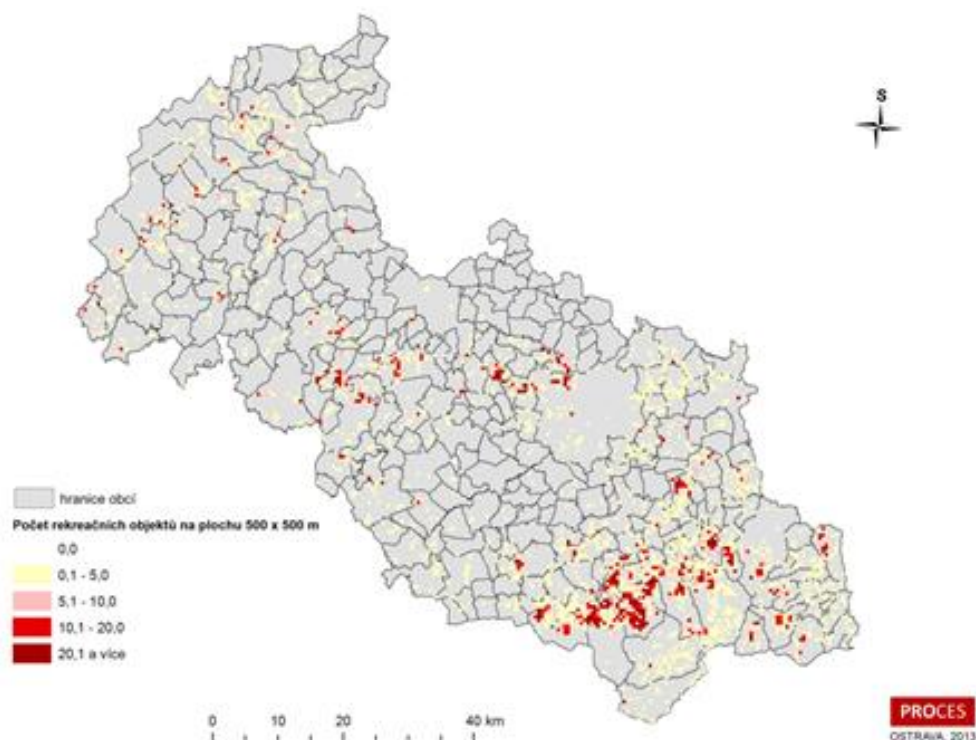 S
hranice obcí
Počet rekreačních objektů na plochu 500 x 500 m
0,0
0,1 - 5,0
5,1 - 10,0
10,1 - 20,0
20,1 a více
0 10 20 40 km
PROCES
OSTRAVA, 2013